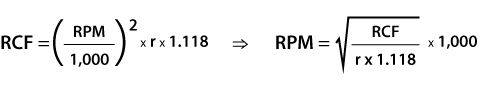 RCF = (RPM / 1,000)² x r x 1.118 ⇒ RPM = √(RCF / r x 1.118) x 1,000